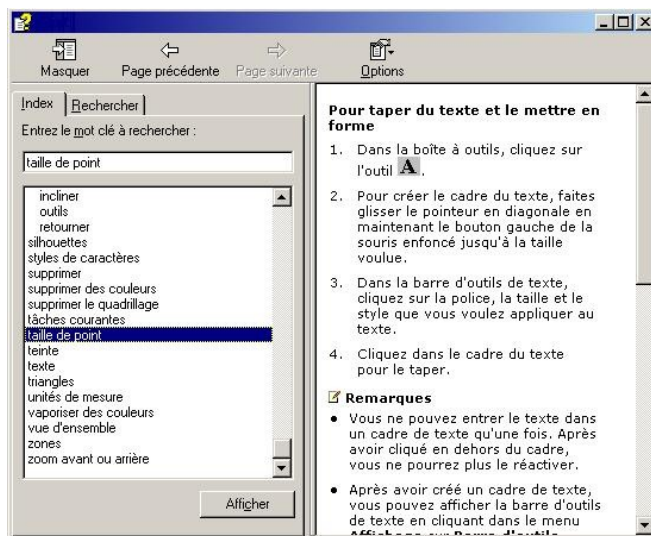 Masquer Page précédente Page suivante Options
Index Rechercher
Entrez le mot clé à rechercher :
taille de point
incliner
outils
retourner
silhouettes
styles de caractères
supprimer
supprimer des couleurs
supprimer le quadrillage
tâches courantes
taille de point
teinte
texte
triangles
unités de mesure
vaporiser des couleurs
vue d'ensemble
zones
zoom avant ou arrière
Afficher
Pour taper du texte et le mettre en
forme
1. Dans la boîte à outils, cliquez sur
l'outil A .
2. Pour créer le cadre du texte, faites
glisser le pointeur en diagonale en
maintenant le bouton gauche de la
souris enfoncé jusqu'à la taille
voulue.
3. Dans la barre d'outils de texte,
cliquez sur la police, la taille et le
style que vous voulez appliquer au
texte.
4. Cliquez dans le cadre du texte
pour le taper.
Remarques
• Vous ne pouvez entrer le texte dans
un cadre de texte qu'une fois. Après
avoir cliqué en dehors du cadre,
vous ne pourrez plus le réactiver.
• Après avoir créé un cadre de texte,
vous pouvez afficher la barre d'outils
de texte en cliquant dans le menu
Affichage sur Barre d'outils